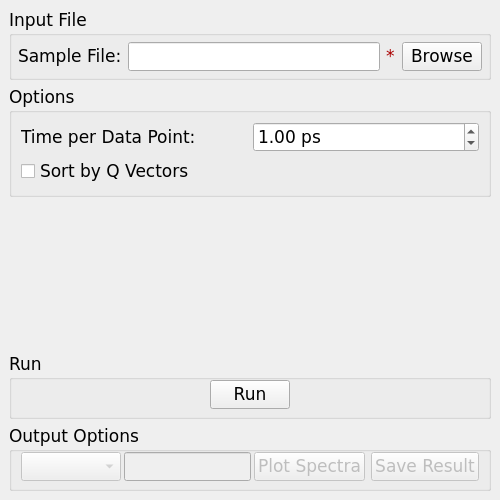 Input File
Sample File: * Browse
Options
Time per Data Point: 1.00 ps
Sort by Q Vectors
Run
Run
Output Options
Plot Spectra Save Result